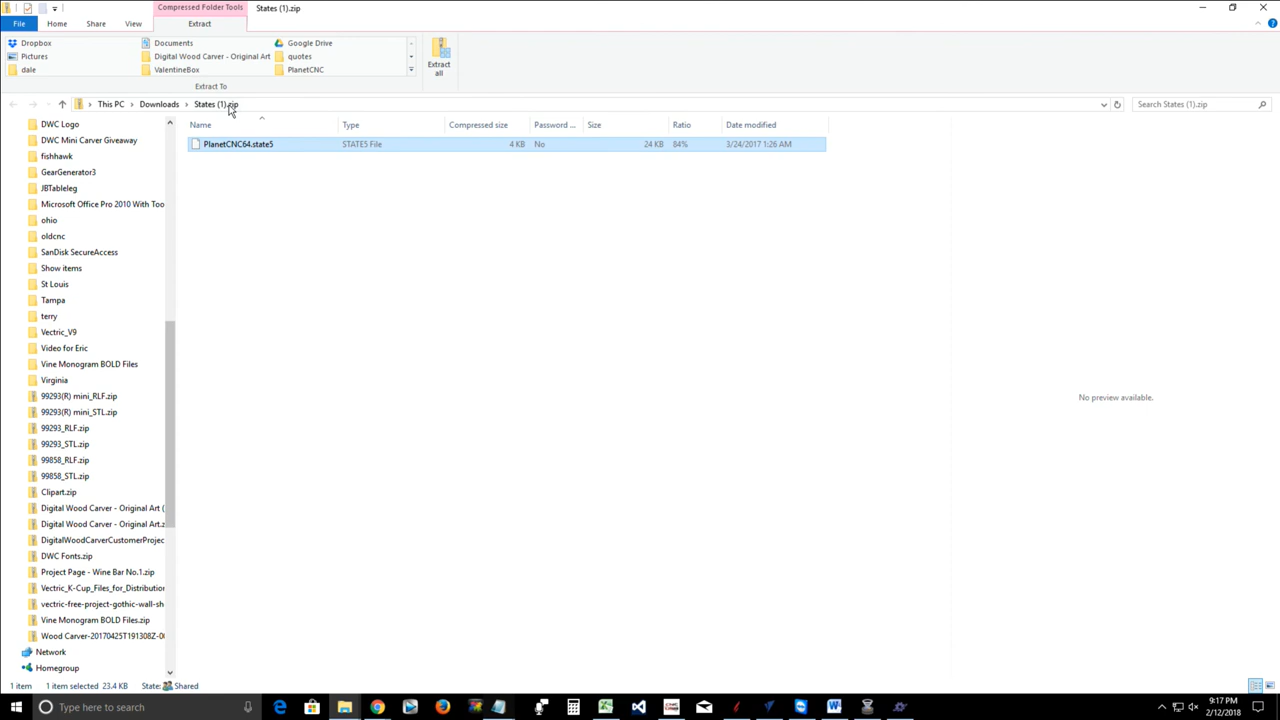 Compressed Folder Tools
States (1).zip
File
Home
Share
View
Extract
Dropbox
Documents
Google Drive
Pictures
Digital Wood Carver - Original Art
quotes
dale
ValentineBox
PlanetCNC
Extract To
Extract
all
This PC
Downloads
States (1).zip
Search States (1).zip
Name
Type
Compressed size
Password ...
Size
Ratio
Date modified
PlanetCNC64.state5
STATE5 File
4 KB
No
24 KB
84%
3/24/2017 1:26 AM
DWC Logo
DWC Mini Carver Giveaway
fishhawk
GearGenerator3
JBTableleg
Microsoft Office Pro 2010 With Too
ohio
oldcnc
SanDisk SecureAccess
Show items
St Louis
Tampa
terry
Vectric_V9
Video for Eric
Vine Monogram BOLD Files
Virginia
99293(R) mini_RLF.zip
99293(R) mini_STL.zip
99293_RLF.zip
99293_STL.zip
99858_RLF.zip
99858_STL.zip
Clipart.zip
Digital Wood Carver - Original Art (
Digital Wood Carver - Original Art.z
DigitalWoodCarverCustomerProjec
DWC Fonts.zip
Project Page - Wine Bar No.1.zip
Vectric_K-Cup_Files_for_Distribution
vectric-free-project-gothic-wall-sh
Vine Monogram BOLD Files.zip
Wood Carver-20170425T191308Z-00
Network
Homegroup
No preview available.
1 item
1 item selected 23.4 KB
State:
Shared
Type here to search
9:17 PM
2/12/2018